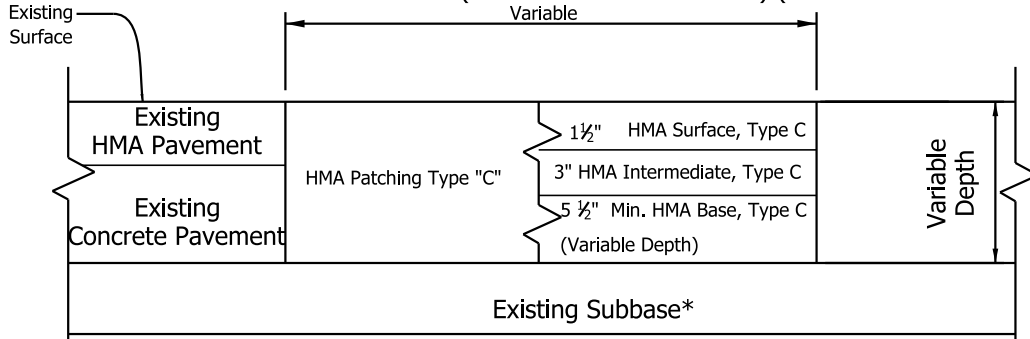 Existing
Surface
Variable
Existing
HMA Pavement
Existing
Concrete Pavement
HMA Patching Type "C"
1½" HMA Surface, Type C
3" HMA Intermediate, Type C
5 ½" Min. HMA Base, Type C
(Variable Depth)
Variable
Depth
Existing Subbase*